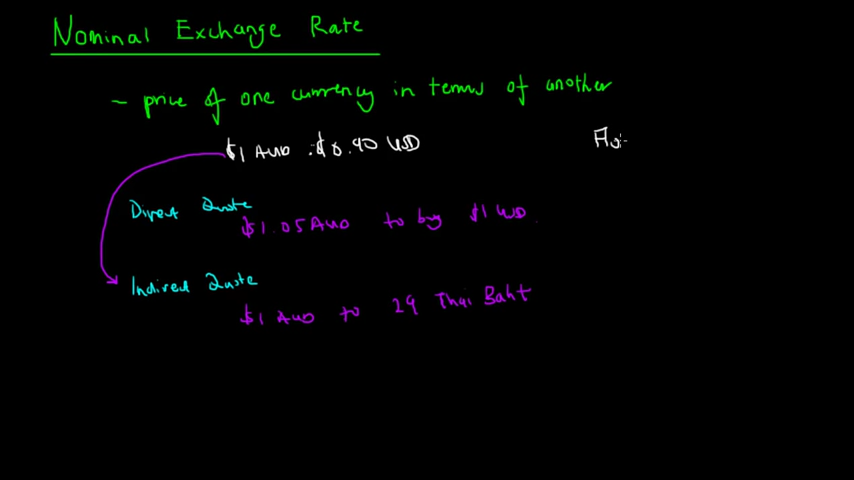 Nominal Exchange Rate
- price of one currency in terms of another
$1 AUD : $0.90 USD
Direct Quote
$1.05 AUD to buy $1 USD
Indirect Quote
$1 AUD to 29 Thai Baht